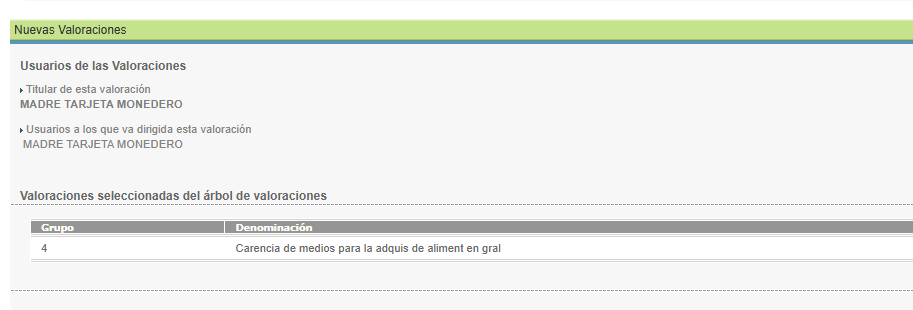 Nuevas Valoraciones
Usuarios de las Valoraciones
Titular de esta valoración
MADRE TARJETA MONEDERO
Usuarios a los que va dirigida esta valoración
MADRE TARJETA MONEDERO
Valoraciones seleccionadas del árbol de valoraciones
Grupo Denominación
4 Carencia de medios para la adquis de aliment en gral